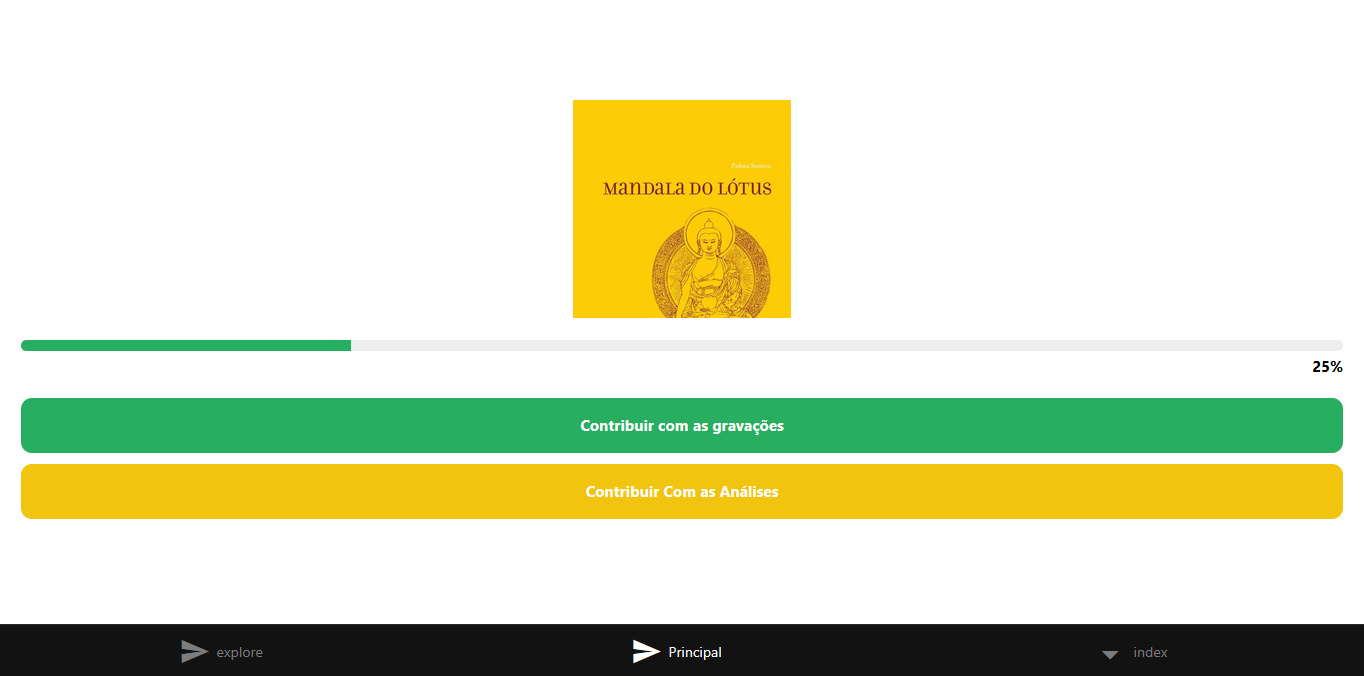 Padma Samten
Mandala do Lótus
25%
Contribuir com as gravações
Contribuir Com as Análises
explore
Principal
index